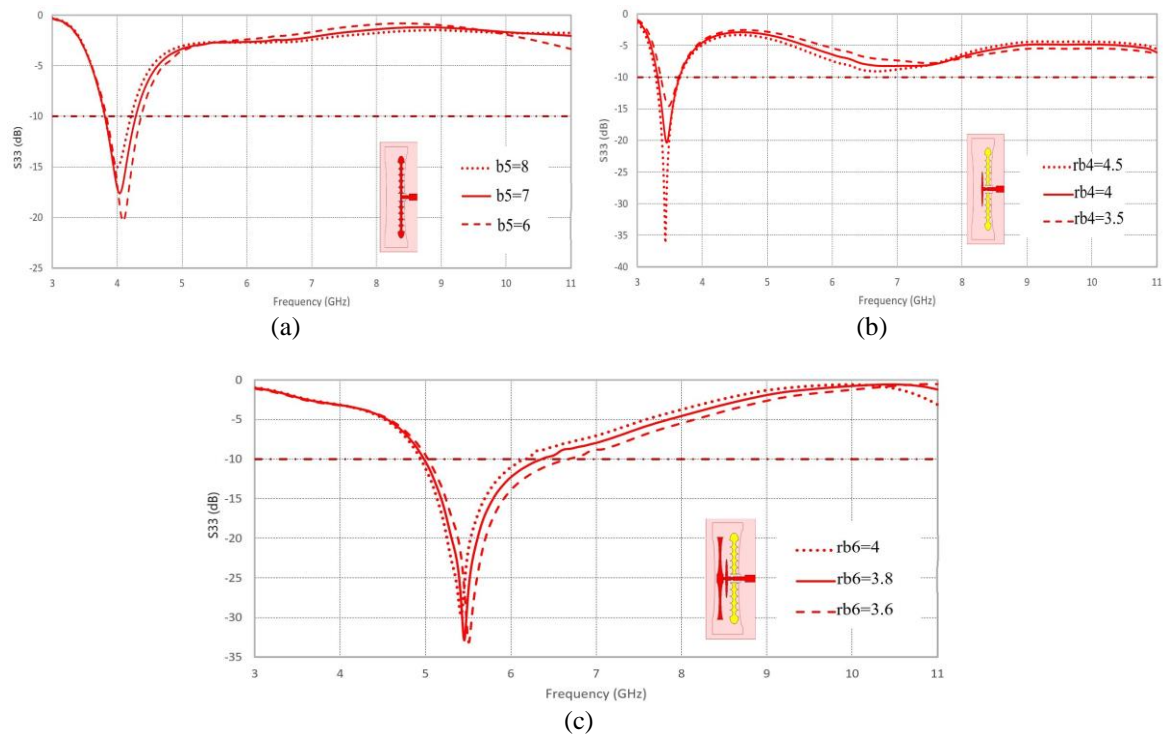 0
-5
-10
-15
-20
-25
S33 (dB)
b5=8
b5=7
b5=6
3 4 5 6 7 8 9 10 11
Frequency (GHz)
(a)
0
-5
-10
-15
-20
-25
-30
-35
-40
S33 (dB)
rb4=4.5
rb4=4
rb4=3.5
3 4 5 6 7 8 9 10 11
Frequency (GHz)
(b)
0
-5
-10
-15
-20
-25
-30
-35
S33 (dB)
rb6=4
rb6=3.8
rb6=3.6
3 4 5 6 7 8 9 10 11
Frequency (GHz)
(c)